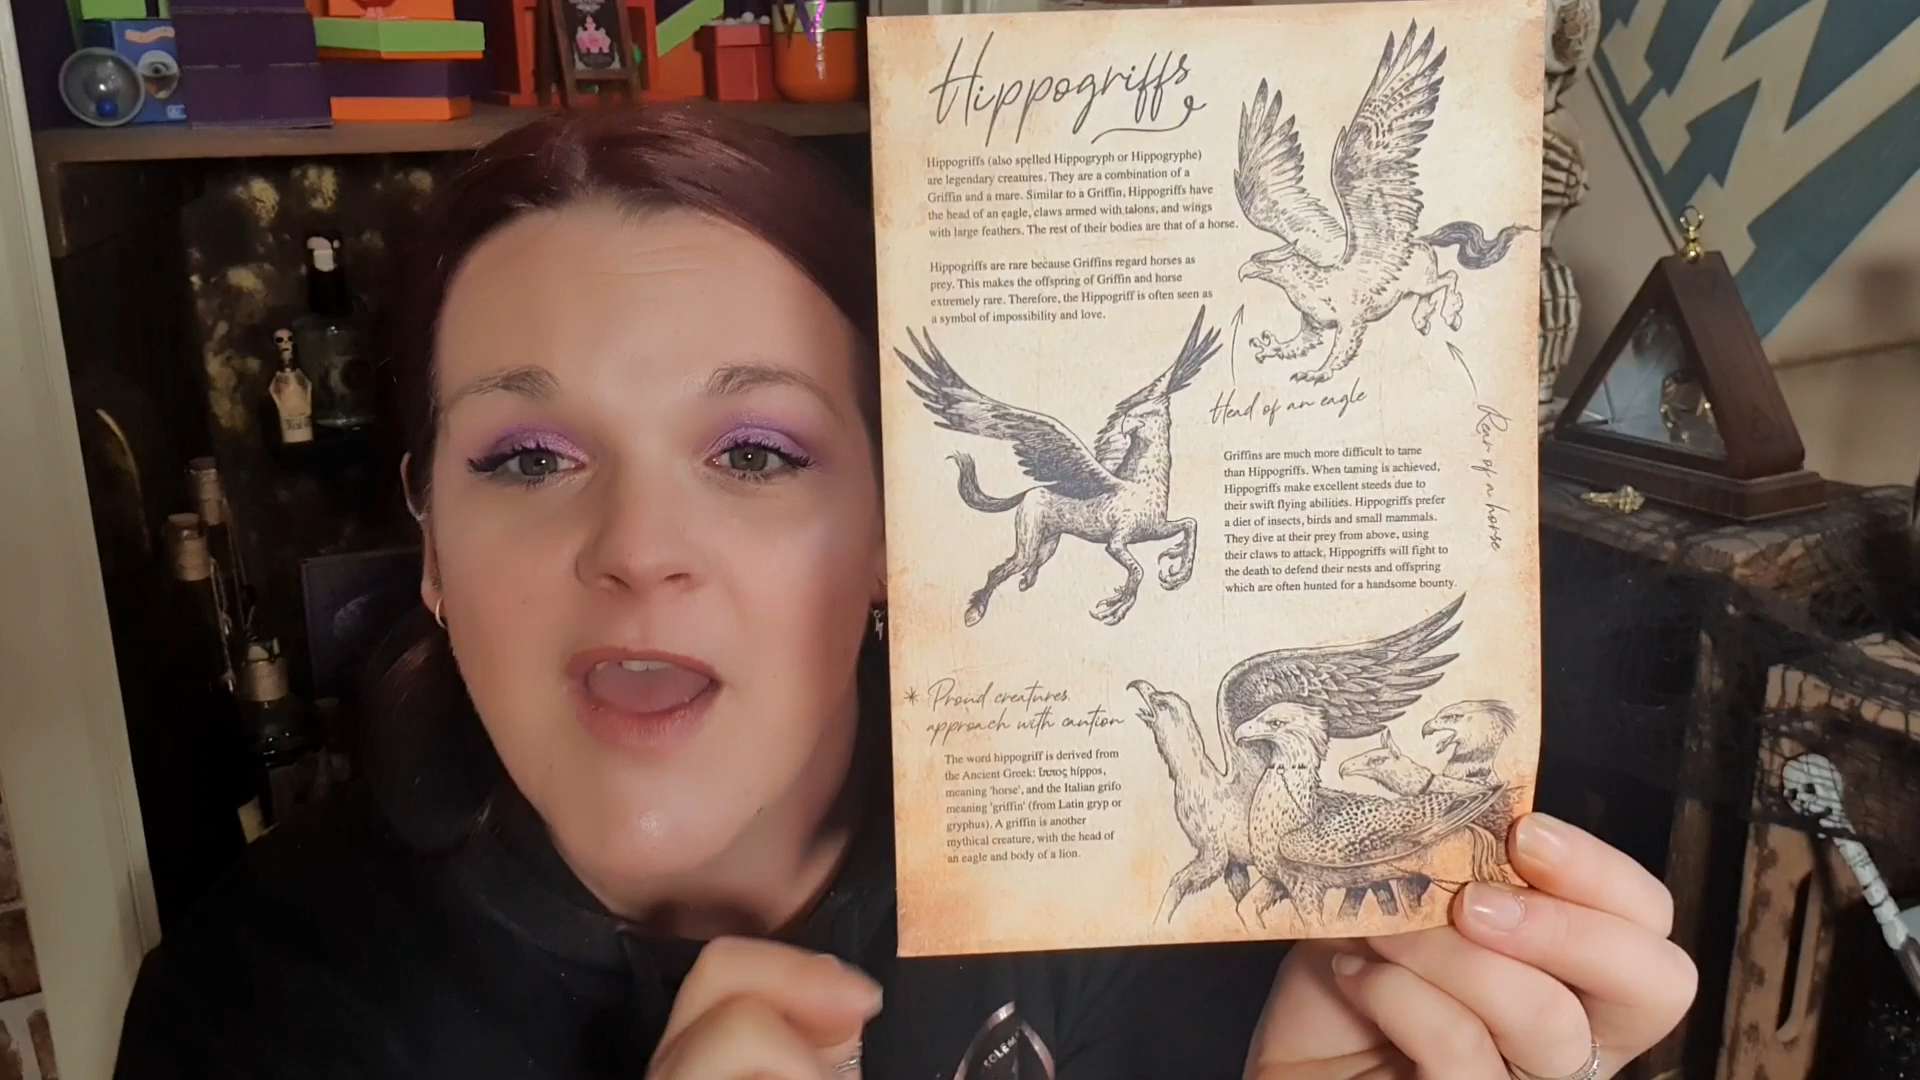 Hippogriffs
Hippogriffs (also spelled Hippogryph or Hippogryphe)
are legendary creatures. They are a combination of a
Griffin and a mare. Similar to a Griffin, Hippogriffs have
the head of an eagle, claws armed with talons, and wings
with large feathers. The rest of their bodies are that of a horse.
Hippogriffs are rare because Griffins regard horses as
prey. This makes the offspring of Griffin and horse
extremely rare. Therefore, the Hippogriff is often seen as
a symbol of impossibility and love.
Head of an eagle
Rear of a horse
Griffins are much more difficult to tame
than Hippogriffs. When taming is achieved,
Hippogriffs make excellent steeds due to
their swift flying abilities. Hippogriffs prefer
a diet of insects, birds and small mammals.
They dive at their prey from above, using
their claws to attack. Hippogriffs will fight to
the death to defend their nests and offspring
which are often hunted for a handsome bounty.
* Proud creatures,
approach with caution
The word hippogriff is derived from
the Ancient Greek: ἵππος híppos,
meaning 'horse', and the Italian grifo
meaning 'griffin' (from Latin gryp or
gryphus). A griffin is another
mythical creature, with the head of
an eagle and body of a lion.
W